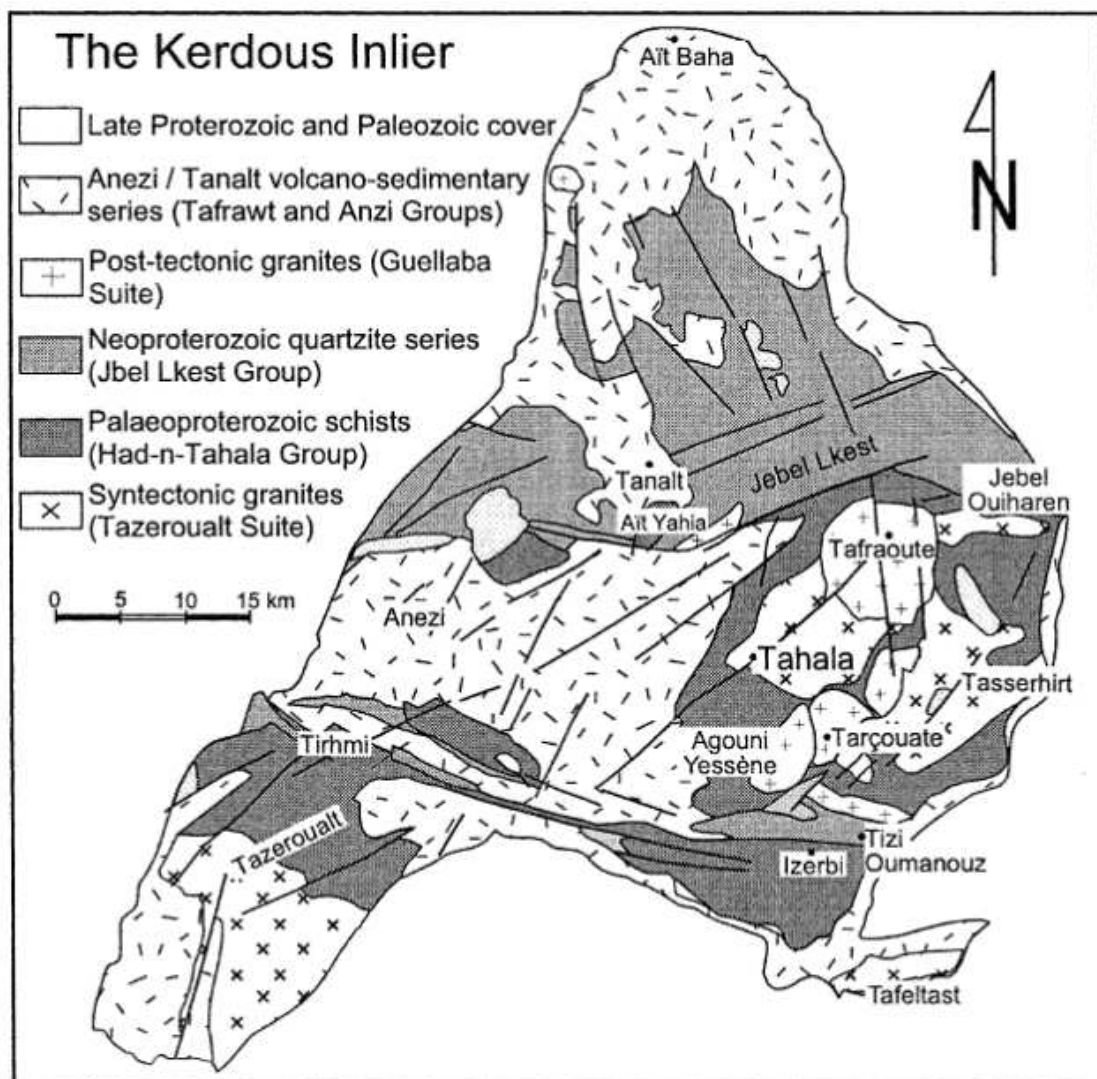 The Kerdous Inlier
Late Proterozoic and Paleozoic cover
Anezi / Tanalt volcano-sedimentary
series (Tafrawt and Anzi Groups)
Post-tectonic granites (Guellaba
Suite)
Neoproterozoic quartzite series
(Jbel Lkest Group)
Palaeoproterozoic schists
(Had-n-Tahala Group)
Syntectonic granites
(Tazeroualt Suite)
0 5 10 15 km
N
Aït Baha
Jebel Lkest
Tanalt
Jebel
Ouiharen
Aït Yahia
Tafraoute
Anezi
Tahala
Tasserhirt
Tirhmi
Agouni
Yessène
Tarçouate
Tazeroualt
Izerbi
Tizi
Oumanouz
Tafeltast